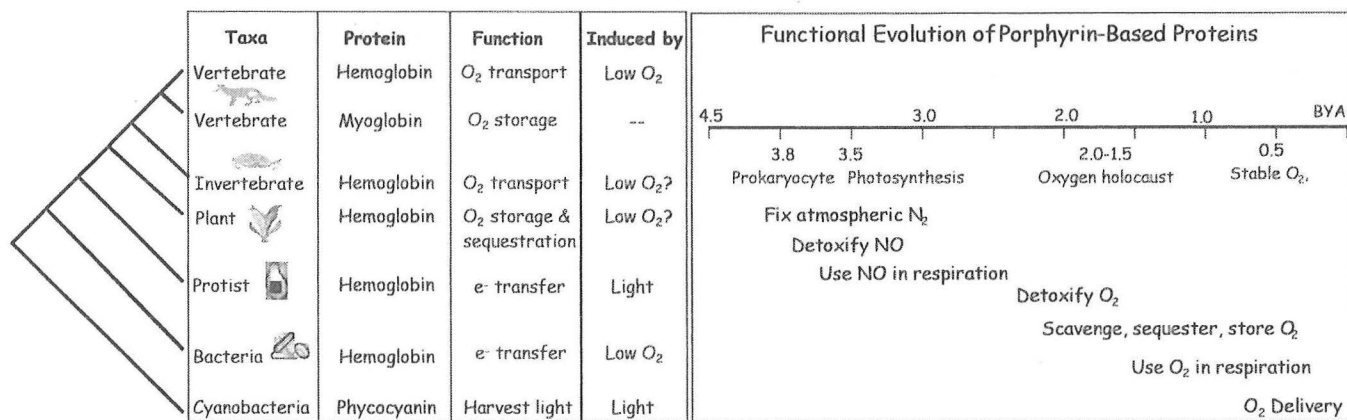 Taxa Protein Function Induced by
Vertebrate Hemoglobin O₂ transport Low O₂
Vertebrate Myoglobin O₂ storage --
Invertebrate Hemoglobin O₂ transport Low O₂?
Plant Hemoglobin O₂ storage & Low O₂?
sequestration
Protist Hemoglobin e⁻ transfer Light
Bacteria Hemoglobin e⁻ transfer Low O₂
Cyanobacteria Phycocyanin Harvest light Light
Functional Evolution of Porphyrin-Based Proteins
4.5 3.0 2.0 1.0 BYA
3.8 3.5 2.0-1.5 0.5
Prokaryocyte Photosynthesis Oxygen holocaust Stable O₂.
Fix atmospheric N₂
Detoxify NO
Use NO in respiration
Detoxify O₂
Scavenge, sequester, store O₂
Use O₂ in respiration
O₂ Delivery